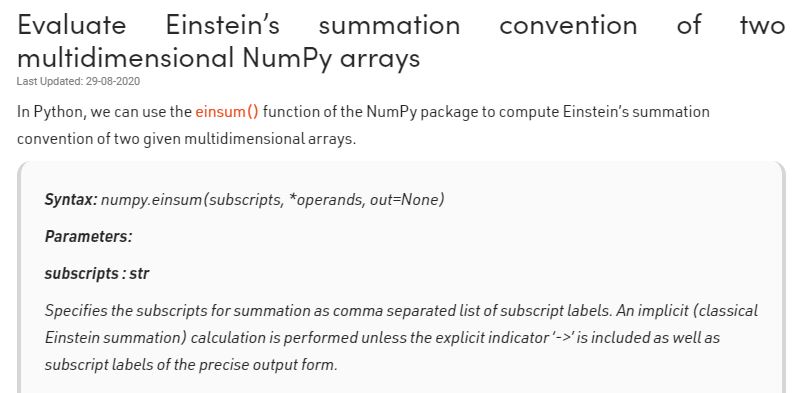 Evaluate Einstein’s summation convention of two
multidimensional NumPy arrays
Last Updated: 29-08-2020
In Python, we can use the einsum() function of the NumPy package to compute Einstein’s summation
convention of two given multidimensional arrays.
Syntax: numpy.einsum(subscripts, *operands, out=None)
Parameters:
subscripts : str
Specifies the subscripts for summation as comma separated list of subscript labels. An implicit (classical
Einstein summation) calculation is performed unless the explicit indicator ‘->’ is included as well as
subscript labels of the precise output form.